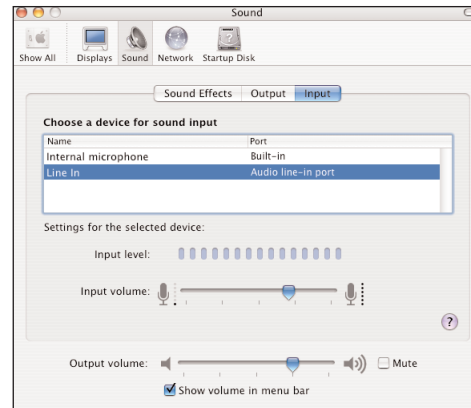 Sound
Show All Displays Sound Network Startup Disk
Sound Effects Output Input
Choose a device for sound input
Name Port
Internal microphone Built-in
Line In Audio line-in port
Settings for the selected device:
Input level:
Input volume:
?
Output volume: Mute
Show volume in menu bar